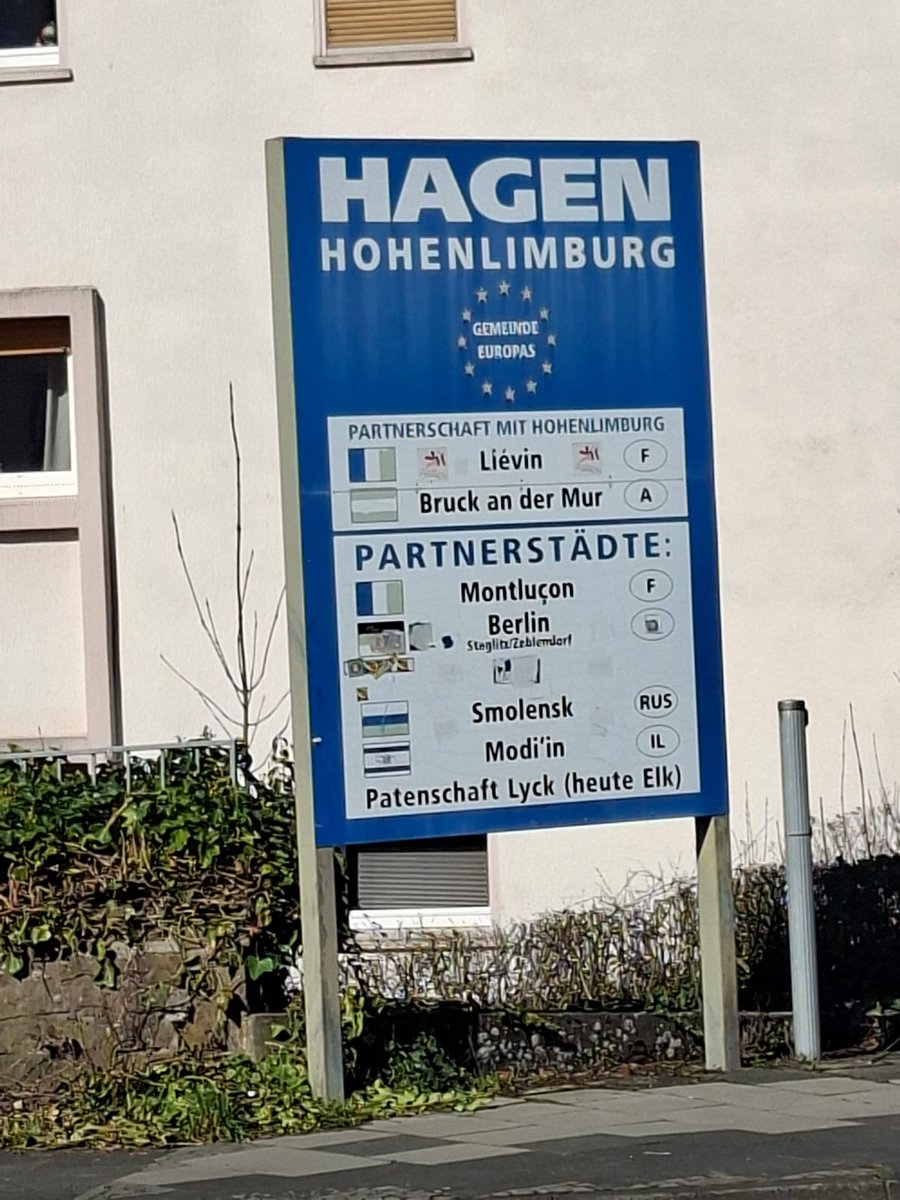 HAGEN
HOHENLIMBURG
GEMEINDE
EUROPAS
PARTNERSCHAFT MIT HOHENLIMBURG
Liévin F
Bruck an der Mur A
PARTNERSTÄDTE:
Montluçon F
Berlin
Steglitz/Zehlendorf
Smolensk RUS
Modi'in IL
Patenschaft Lyck (heute Elk)